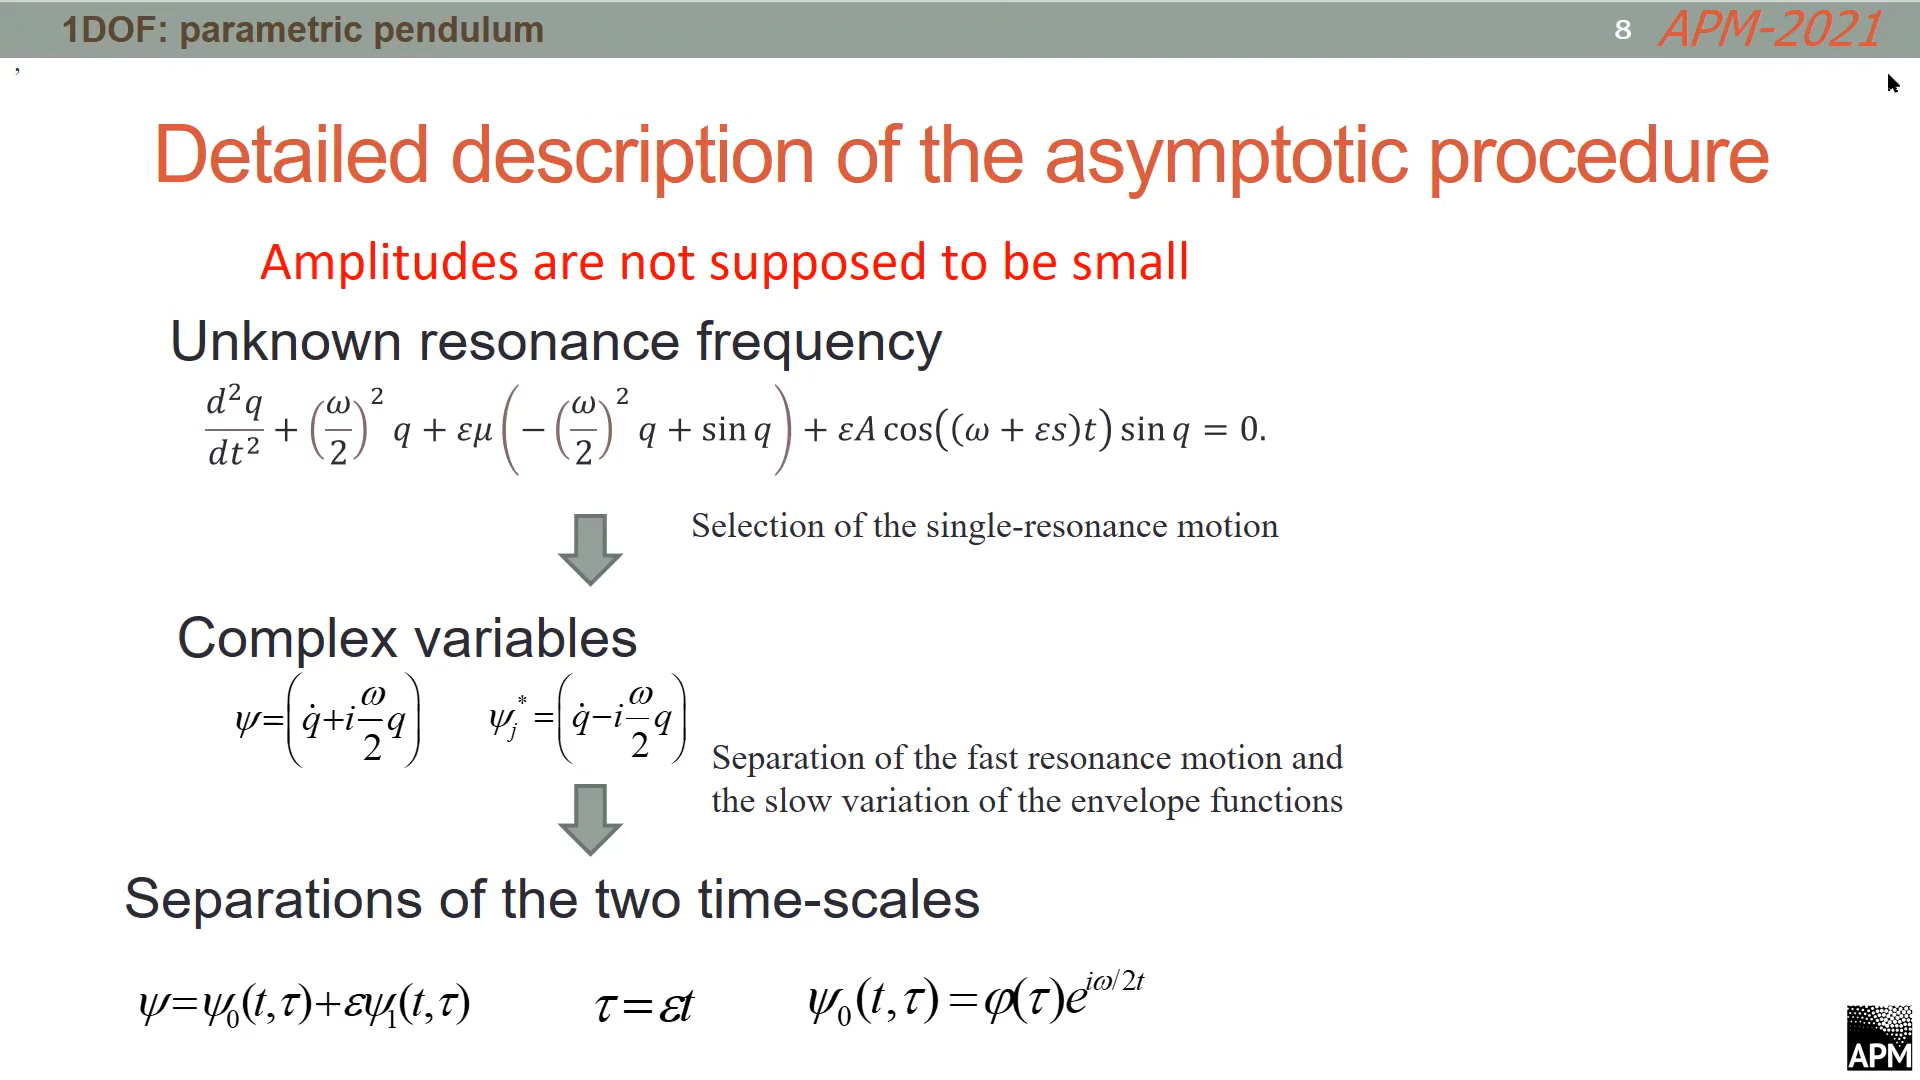 1DOF: parametric pendulum
8 APM-2021
,
Detailed description of the asymptotic procedure
Amplitudes are not supposed to be small
Unknown resonance frequency
d²q/dt² + (ω/2)² q + εμ(−(ω/2)² q + sin q) + εA cos((ω + εs)t) sin q = 0.
Selection of the single-resonance motion
Complex variables
ψ=(q̇+i ω/2 q) ψⱼ*=(q̇−i ω/2 q)
Separation of the fast resonance motion and
the slow variation of the envelope functions
Separations of the two time-scales
ψ=ψ₀(t,τ)+εψ₁(t,τ) τ=εt ψ₀(t,τ)=φ(τ)e^{iω/2t}
APM